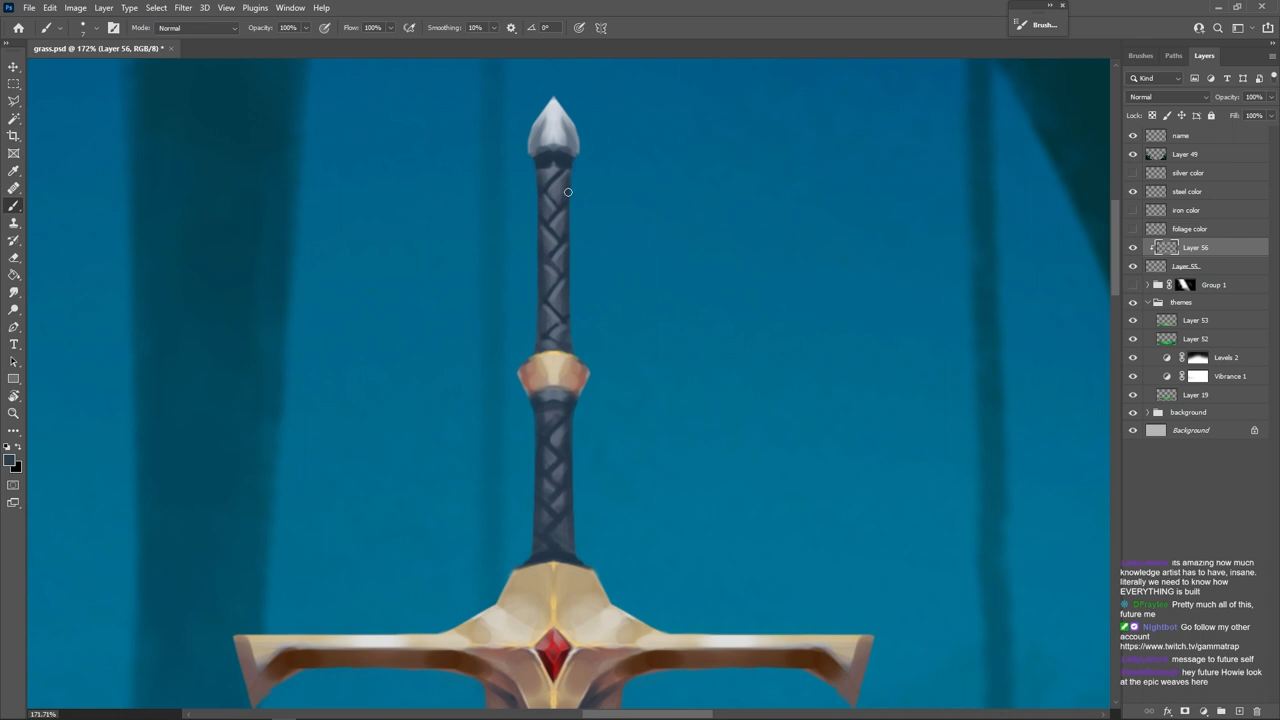 File Edit Image Layer Type Select Filter 3D View Plugins Window Help
Brush...
7 Mode: Normal Opacity: 100% Flow: 100% Smoothing: 10% 0°
grass.psd @ 172% (Layer 56, RGB/8) *
Brushes Paths Layers
Kind
Normal Opacity: 100%
Lock: Fill: 100%
name
Layer 49
silver color
steel color
iron color
foliage color
Layer 56
Layer 55
Group 1
themes
Layer 53
Layer 52
Levels 2
Vibrance 1
Layer 19
background
Background
its amazing how much
knowledge artist has to have, insane.
literally we need to know how
EVERYTHING is built
DFraylee Pretty much all of this,
future me
Nightbot Go follow my other
account
https://www.twitch.tv/gammatrap
message to future self
hey future Howie look
at the epic weaves here
171.71%